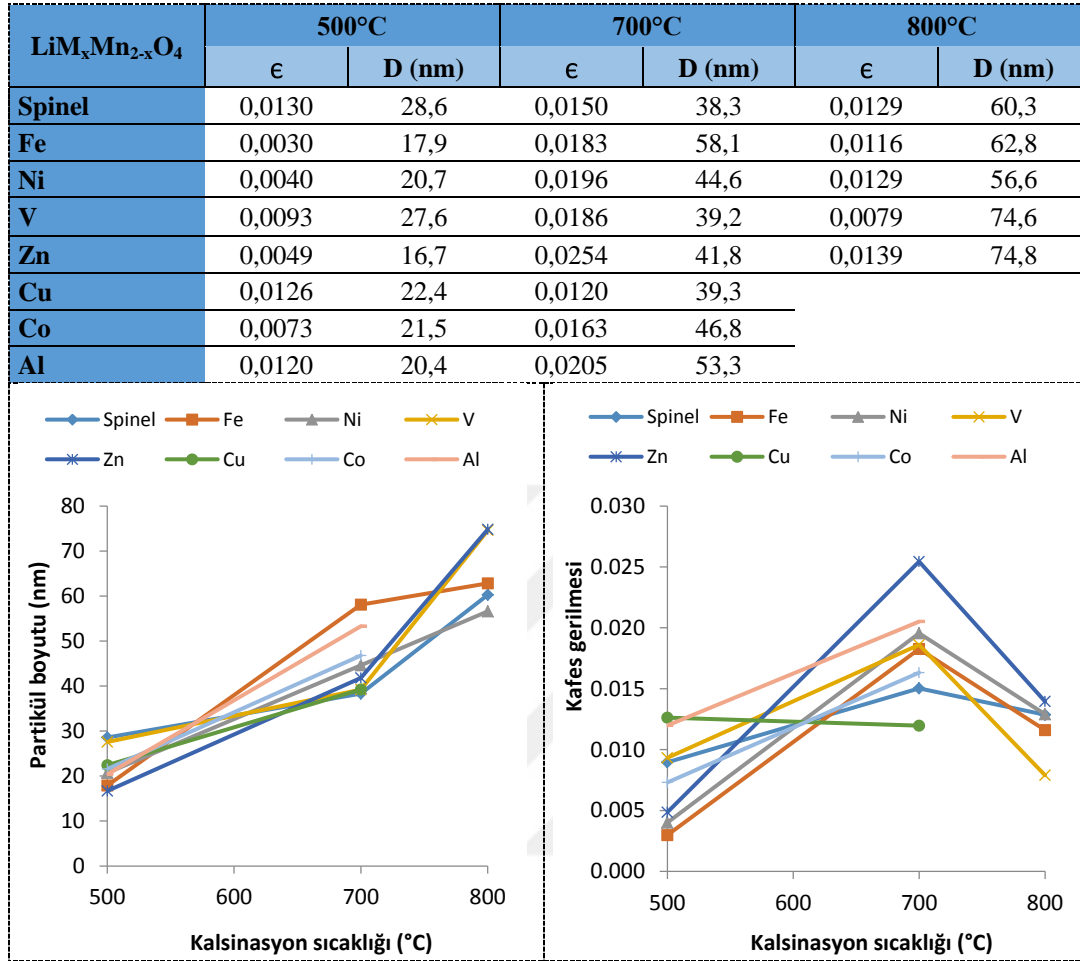 LiMxMn2-xO4 500°C 700°C 800°C
ϵ D (nm) ϵ D (nm) ϵ D (nm)
Spinel 0,0130 28,6 0,0150 38,3 0,0129 60,3
Fe 0,0030 17,9 0,0183 58,1 0,0116 62,8
Ni 0,0040 20,7 0,0196 44,6 0,0129 56,6
V 0,0093 27,6 0,0186 39,2 0,0079 74,6
Zn 0,0049 16,7 0,0254 41,8 0,0139 74,8
Cu 0,0126 22,4 0,0120 39,3
Co 0,0073 21,5 0,0163 46,8
Al 0,0120 20,4 0,0205 53,3
Spinel Fe Ni V
Zn Cu Co Al
80
70
60
50
40
30
20
10
0
Partikül boyutu (nm)
500 600 700 800
Kalsinasyon sıcaklığı (°C)
Spinel Fe Ni V
Zn Cu Co Al
0.030
0.025
0.020
0.015
0.010
0.005
0.000
Kafes gerilmesi
500 600 700 800
Kalsinasyon sıcaklığı (°C)